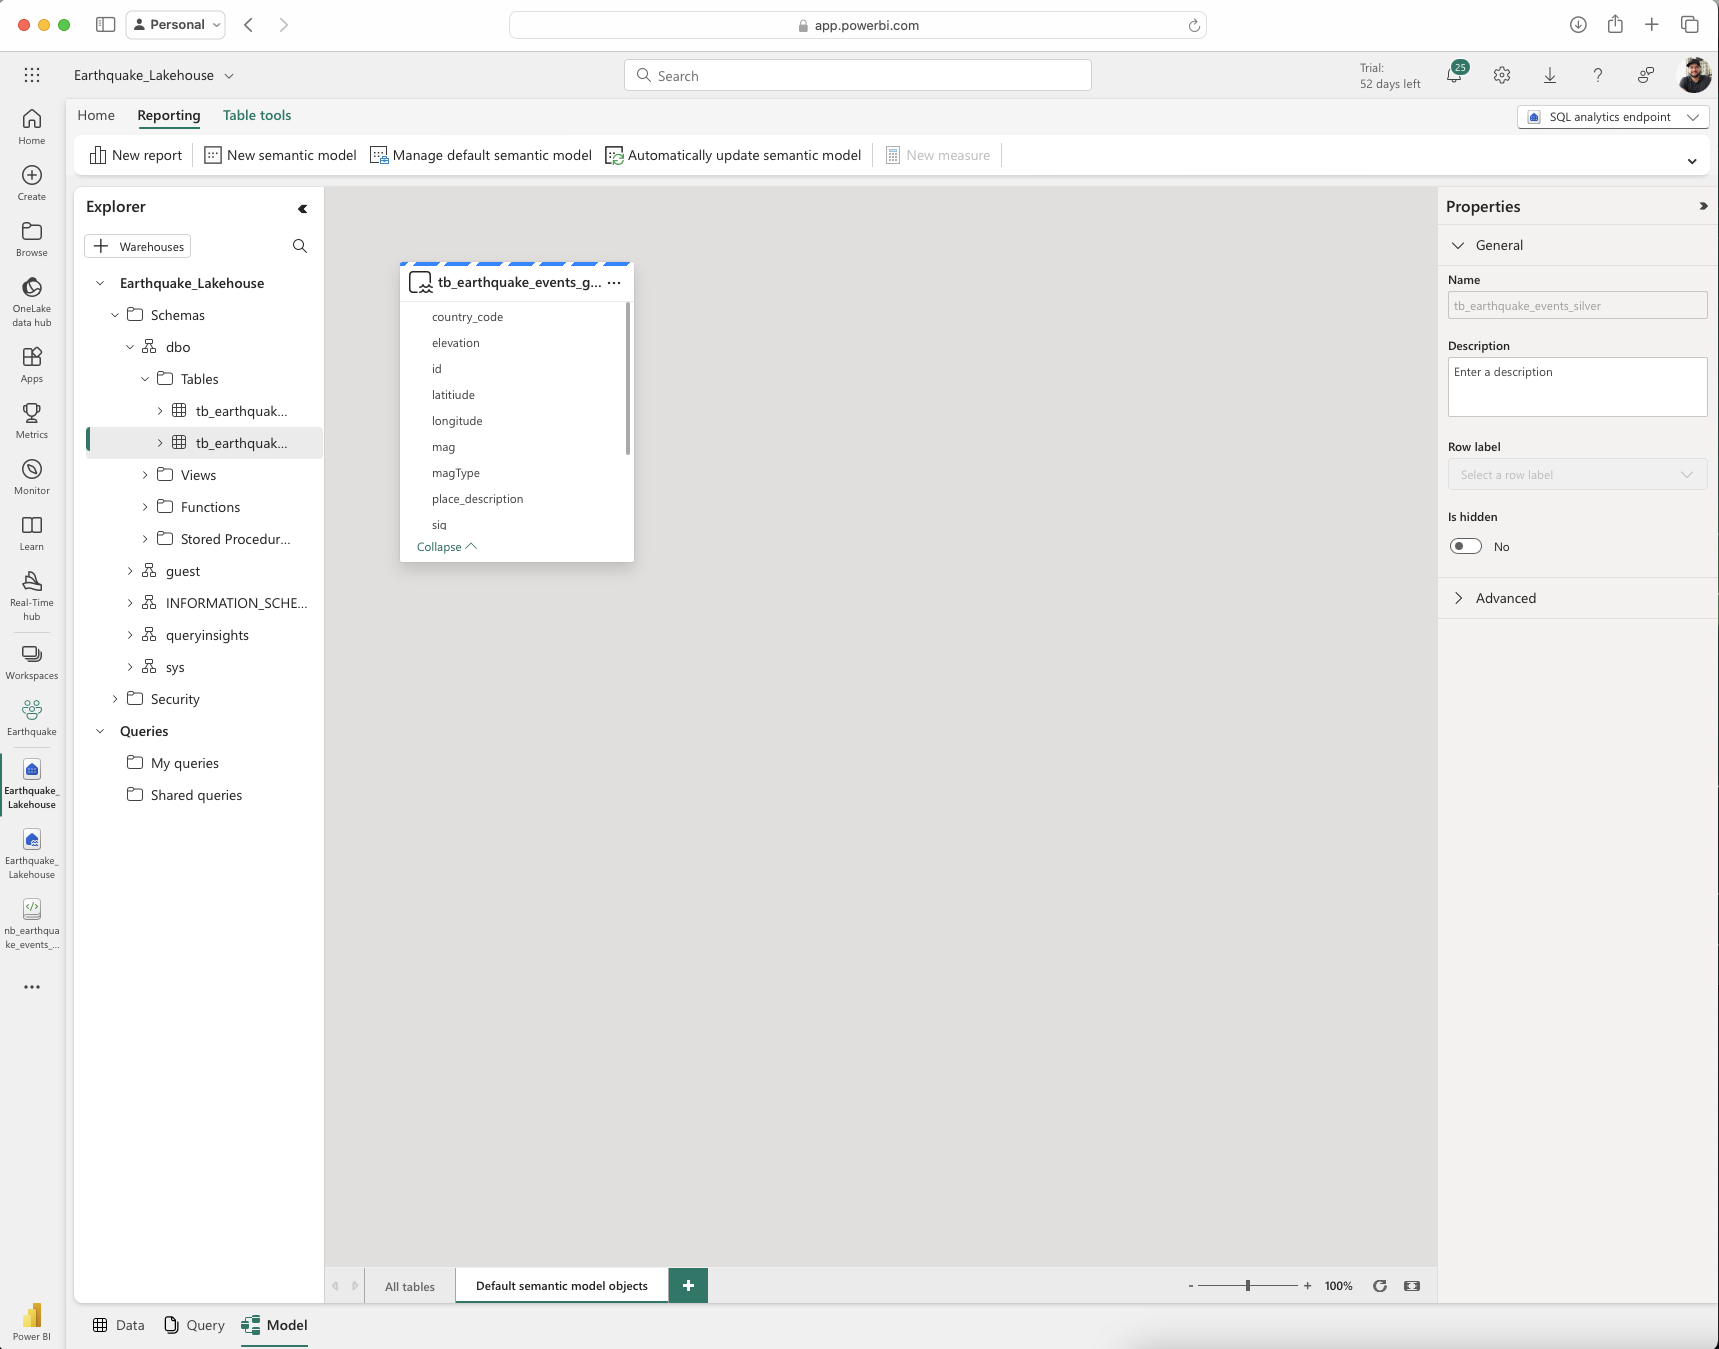 Personal
app.powerbi.com
Earthquake_Lakehouse
Search
Trial:
52 days left
25
Home
Reporting
Table tools
SQL analytics endpoint
New report
New semantic model
Manage default semantic model
Automatically update semantic model
New measure
Home
Create
Browse
OneLake
data hub
Apps
Metrics
Monitor
Learn
Real-Time
hub
Workspaces
Earthquake
Earthquake_
Lakehouse
Earthquake_
Lakehouse
nb_earthqua
ke_events_...
Power BI
Explorer
Warehouses
Earthquake_Lakehouse
Schemas
dbo
Tables
tb_earthquak...
tb_earthquak...
Views
Functions
Stored Procedur...
guest
INFORMATION_SCHE...
queryinsights
sys
Security
Queries
My queries
Shared queries
tb_earthquake_events_g...
country_code
elevation
id
latitiude
longitude
mag
magType
place_description
sig
Collapse
Properties
General
Name
tb_earthquake_events_silver
Description
Enter a description
Row label
Select a row label
Is hidden
No
Advanced
All tables
Default semantic model objects
- + 100%
Data
Query
Model